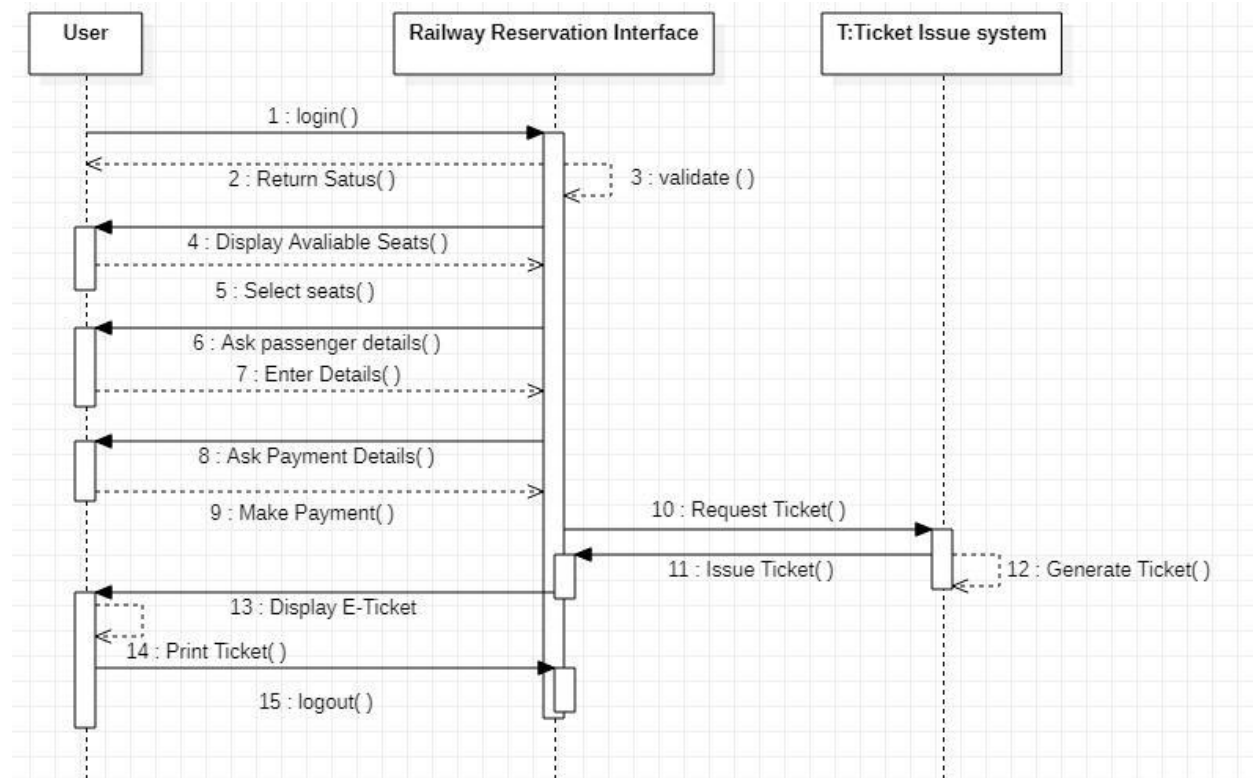 User
Railway Reservation Interface
T:Ticket Issue system
1 : login( )
2 : Return Satus( )
3 : validate ( )
4 : Display Avaliable Seats( )
5 : Select seats( )
6 : Ask passenger details( )
7 : Enter Details( )
8 : Ask Payment Details( )
9 : Make Payment( )
10 : Request Ticket( )
11 : Issue Ticket( )
12 : Generate Ticket( )
13 : Display E-Ticket
14 : Print Ticket( )
15 : logout( )